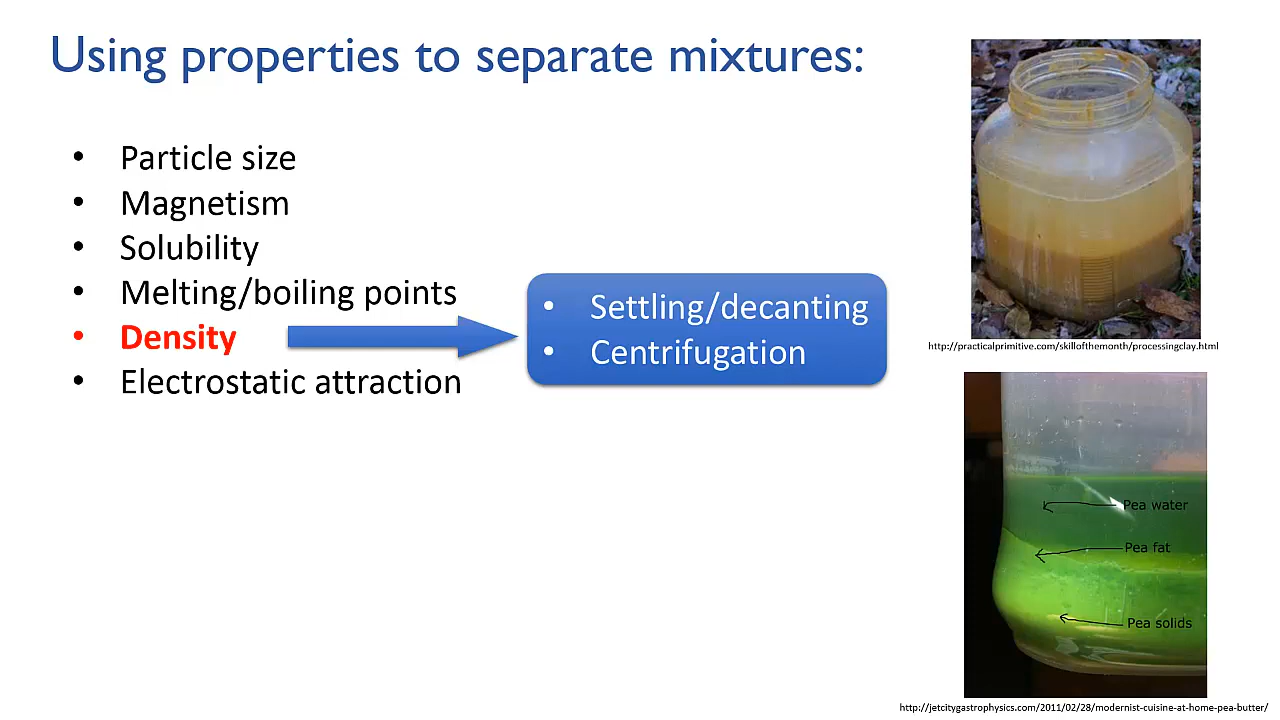 Using properties to separate mixtures:
• Particle size
• Magnetism
• Solubility
• Melting/boiling points
• Density
• Electrostatic attraction
• Settling/decanting
• Centrifugation
http://practicalprimitive.com/skillofthemonth/processingclay.html
Pea water
Pea fat
Pea solids
http://jetcitygastrophysics.com/2011/02/28/modernist-cuisine-at-home-pea-butter/